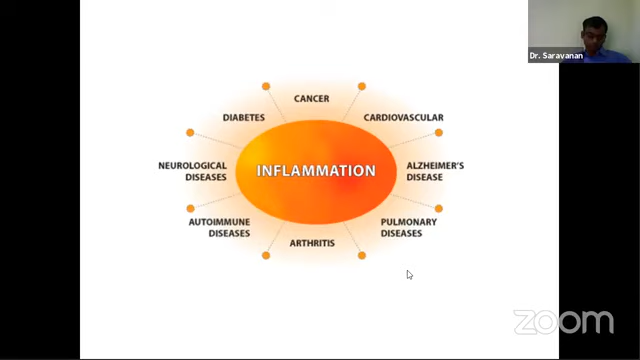 Dr. Saravanan
CANCER
DIABETES
CARDIOVASCULAR
NEUROLOGICAL
DISEASES
INFLAMMATION
ALZHEIMER'S
DISEASE
AUTOIMMUNE
DISEASES
PULMONARY
DISEASES
ARTHRITIS
zoom